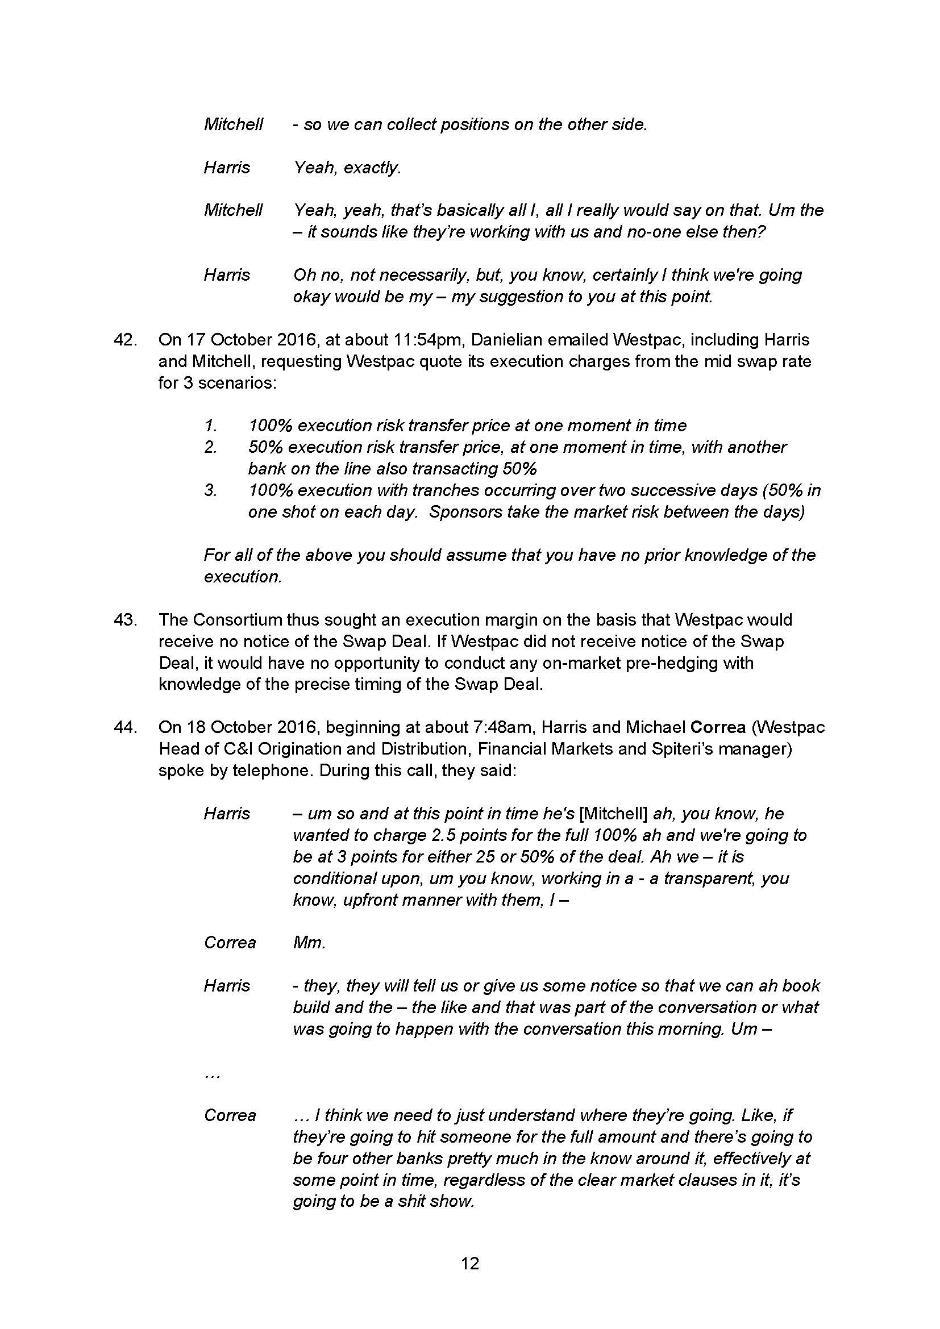 Mitchell - so we can collect positions on the other side.
Harris Yeah, exactly.
Mitchell Yeah, yeah, that's basically all I, all I really would say on that. Um the
– it sounds like they're working with us and no-one else then?
Harris Oh no, not necessarily, but, you know, certainly I think we're going
okay would be my – my suggestion to you at this point.
42. On 17 October 2016, at about 11:54pm, Danielian emailed Westpac, including Harris
and Mitchell, requesting Westpac quote its execution charges from the mid swap rate
for 3 scenarios:
1. 100% execution risk transfer price at one moment in time
2. 50% execution risk transfer price, at one moment in time, with another
bank on the line also transacting 50%
3. 100% execution with tranches occurring over two successive days (50% in
one shot on each day. Sponsors take the market risk between the days)
For all of the above you should assume that you have no prior knowledge of the
execution.
43. The Consortium thus sought an execution margin on the basis that Westpac would
receive no notice of the Swap Deal. If Westpac did not receive notice of the Swap
Deal, it would have no opportunity to conduct any on-market pre-hedging with
knowledge of the precise timing of the Swap Deal.
44. On 18 October 2016, beginning at about 7:48am, Harris and Michael Correa (Westpac
Head of C&I Origination and Distribution, Financial Markets and Spiteri's manager)
spoke by telephone. During this call, they said:
Harris – um so and at this point in time he's [Mitchell] ah, you know, he
wanted to charge 2.5 points for the full 100% ah and we're going to
be at 3 points for either 25 or 50% of the deal. Ah we – it is
conditional upon, um you know, working in a - a transparent, you
know, upfront manner with them, I –
Correa Mm.
Harris - they, they will tell us or give us some notice so that we can ah book
build and the – the like and that was part of the conversation or what
was going to happen with the conversation this morning. Um –
…
Correa … I think we need to just understand where they're going. Like, if
they're going to hit someone for the full amount and there's going to
be four other banks pretty much in the know around it, effectively at
some point in time, regardless of the clear market clauses in it, it's
going to be a shit show.
12